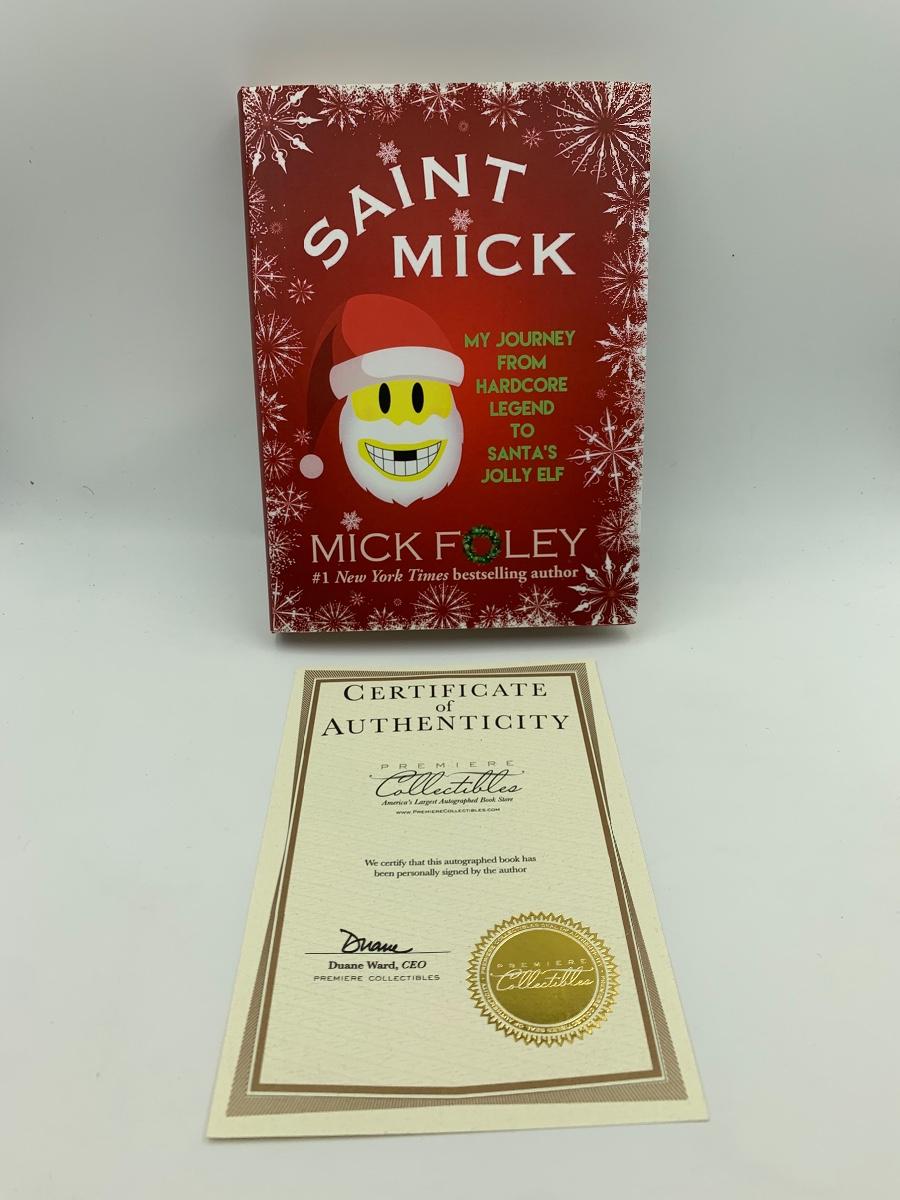 SAINT
MICK
MY JOURNEY
FROM
HARDCORE
LEGEND
TO
SANTA'S
JOLLY ELF
MICK FOLEY
#1 New York Times bestselling author
CERTIFICATE
of
AUTHENTICITY
PREMIERE
Collectibles
America's Largest Autographed Book Store
WWW.PREMIERECOLLECTIBLES.COM
We certify that this autographed book has
been personally signed by the author
Duane
Duane Ward, CEO
PREMIERE COLLECTIBLES
PREMIERE
Collectibles